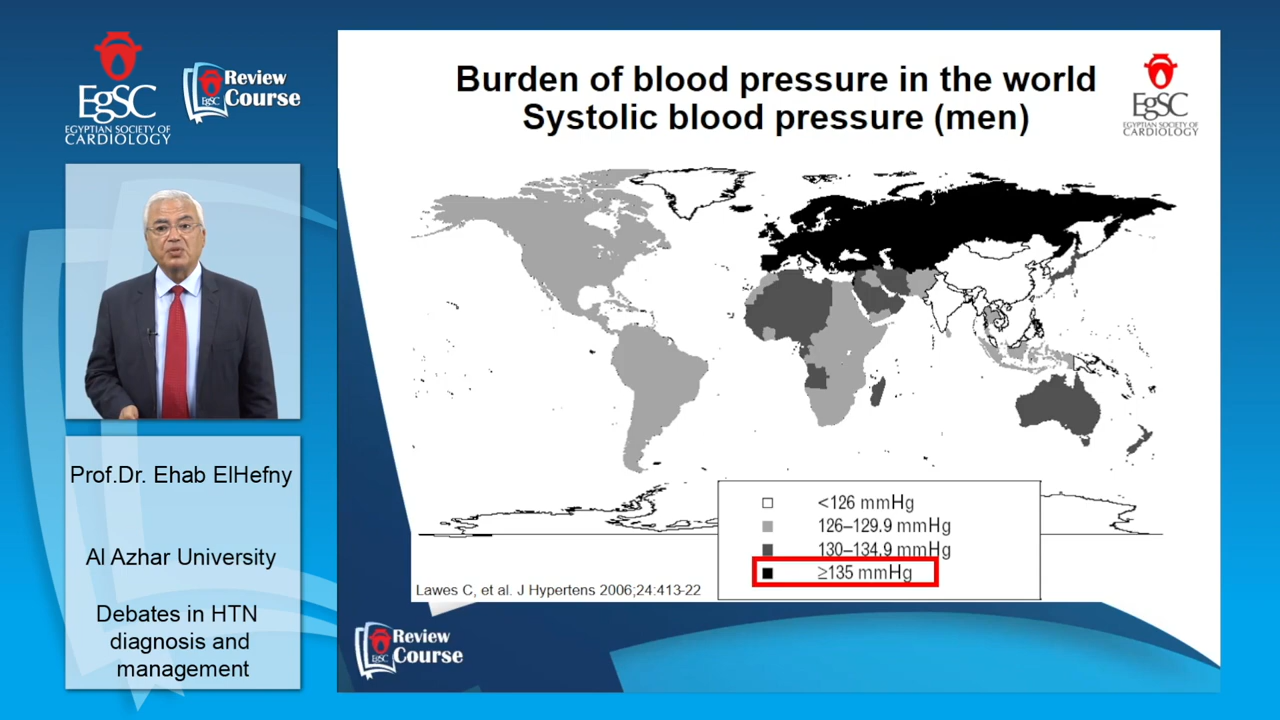 EgSC
EGYPTIAN SOCIETY OF
CARDIOLOGY
EgSC
Review
Course
Prof.Dr. Ehab ElHefny
Al Azhar University
Debates in HTN
diagnosis and
management
Burden of blood pressure in the world
Systolic blood pressure (men)
EgSC
EGYPTIAN SOCIETY OF
CARDIOLOGY
<126 mmHg
126–129.9 mmHg
130–134.9 mmHg
≥135 mmHg
Lawes C, et al. J Hypertens 2006;24:413-22
EgSC
Review
Course